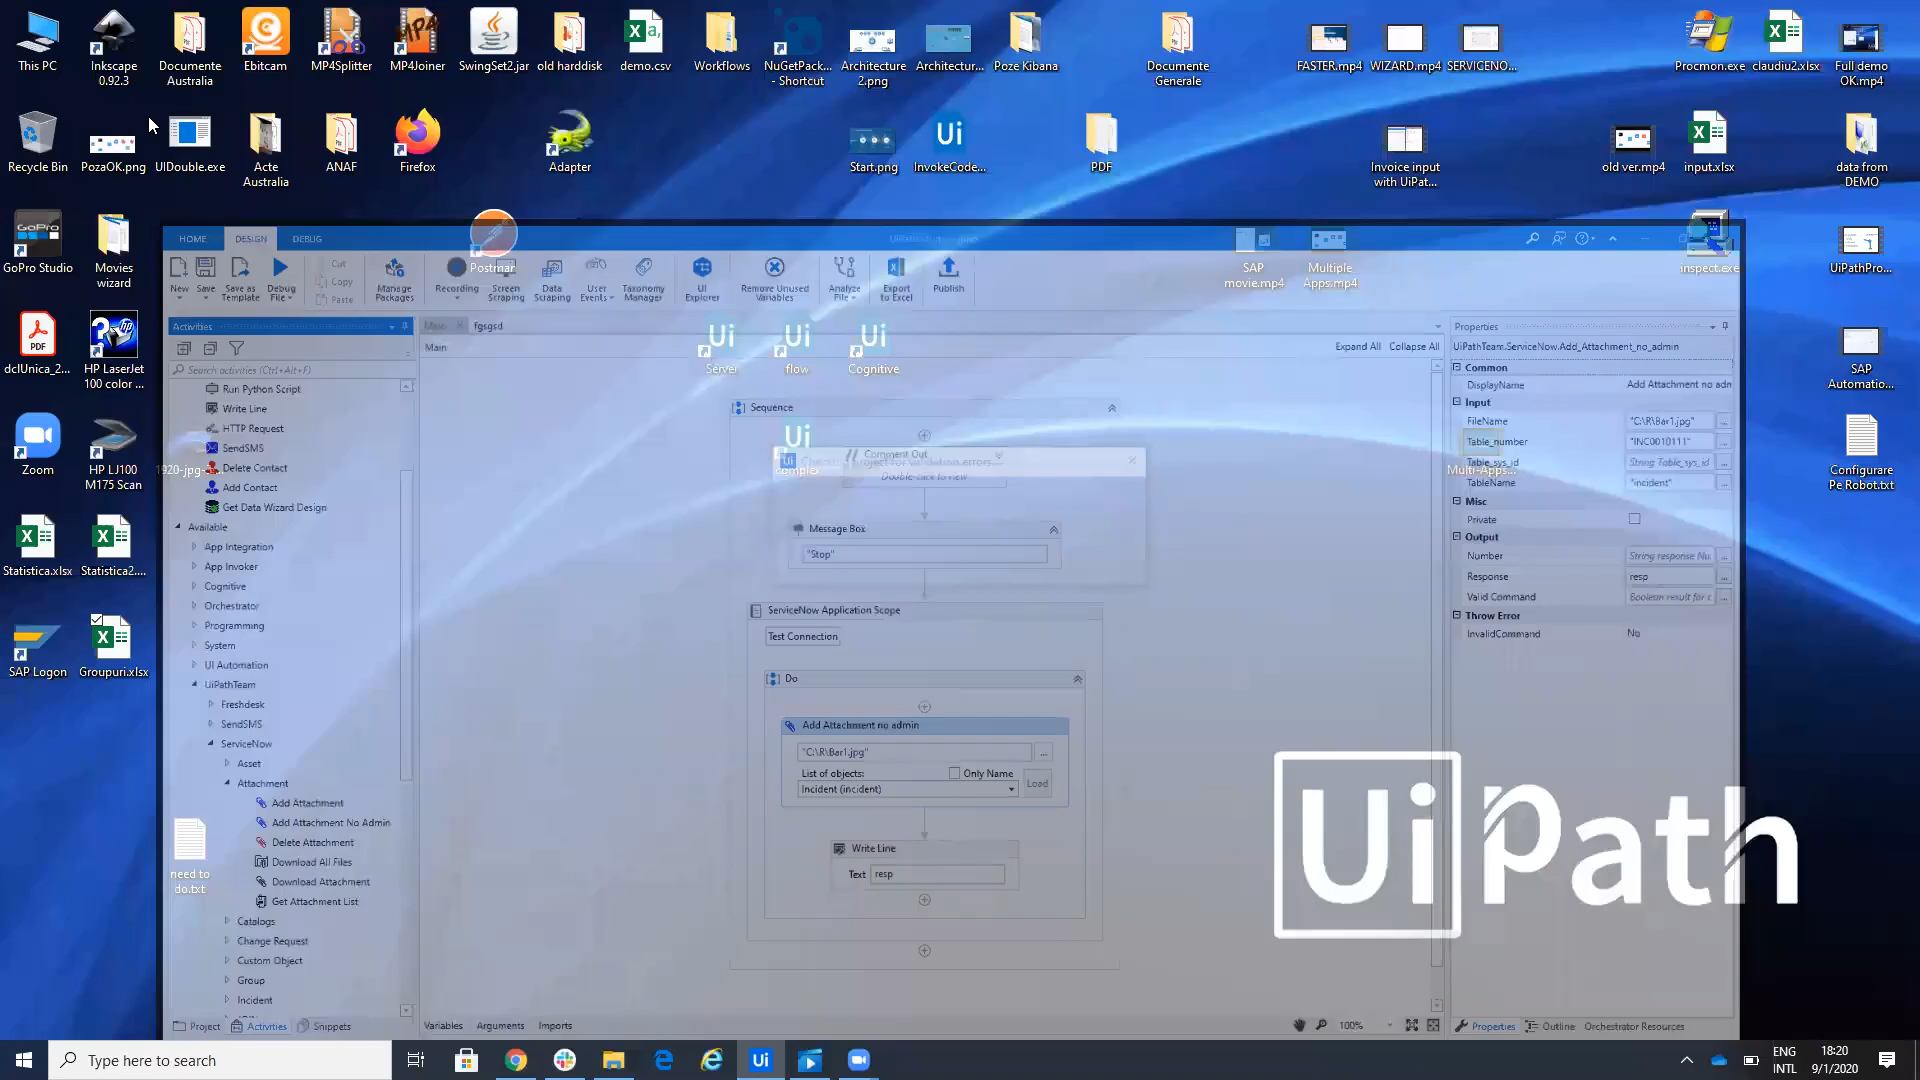 This PC
Inkscape
0.92.3
Documente
Australia
Ebitcam
MP4Splitter
MP4Joiner
SwingSet2.jar
old harddisk
demo.csv
Workflows
NuGetPack...
- Shortcut
Architecture
2.png
Architectur...
Poze Kibana
Documente
Generale
FASTER.mp4
WIZARD.mp4
SERVICENO...
Procmon.exe
claudiu2.xlsx
Full demo
OK.mp4
Recycle Bin
PozaOK.png
UIDouble.exe
Acte
Australia
ANAF
Firefox
Adapter
Start.png
InvokeCode...
PDF
Invoice input
with UiPat...
old ver.mp4
input.xlsx
data from
DEMO
GoPro Studio
Movies
wizard
Postman
SAP
movie.mp4
Multiple
Apps.mp4
inspect.exe
UiPathPro...
dclUnica_2...
HP LaserJet
100 color ...
Server
flow
Cognitive
SAP
Automatio...
Zoom
HP LJ100
M175 Scan
1920-jpg-...
complex
Multi-Apps...
Configurare
Pe Robot.txt
Statistica.xlsx
Statistica2....
SAP Logon
Groupuri.xlsx
need to
do.txt
HOME
DESIGN
DEBUG
New
Save
Save as
Template
Debug
File
Cut
Copy
Paste
Manage
Packages
Recording
Screen
Scraping
Data
Scraping
User
Events
Taxonomy
Manager
UI
Explorer
Remove Unused
Variables
Analyze
File
Export
to Excel
Publish
Activities
Search activities (Ctrl+Alt+F)
Run Python Script
Write Line
HTTP Request
SendSMS
Delete Contact
Add Contact
Get Data Wizard Design
Available
App Integration
App Invoker
Cognitive
Orchestrator
Programming
System
UI Automation
UiPathTeam
Freshdesk
SendSMS
ServiceNow
Asset
Attachment
Add Attachment
Add Attachment No Admin
Delete Attachment
Download All Files
Download Attachment
Get Attachment List
Catalogs
Change Request
Custom Object
Group
Incident
Project
Activities
Snippets
Main
fgsgsd
Main
Expand All
Collapse All
Sequence
Comment Out
Double-click to view
project for validation errors...
Message Box
"Stop"
ServiceNow Application Scope
Test Connection
Do
Add Attachment no admin
"C:\R\Bar1.jpg"
...
List of objects:
Only Name
Incident (incident)
Load
Write Line
Text
resp
Variables
Arguments
Imports
100%
Properties
UiPathTeam.ServiceNow.Add_Attachment_no_admin
Common
DisplayName
Add Attachment no adm
Input
FileName
"C:\R\Bar1.jpg"
Table_number
"INC0010111"
Table_sys_id
String Table_sys_id
TableName
"incident"
Misc
Private
Output
Number
String response Nu
Response
resp
Valid Command
Boolean result for c
Throw Error
InvalidCommand
No
Properties
Outline
Orchestrator Resources
UiPath
Type here to search
ENG
INTL
18:20
9/1/2020